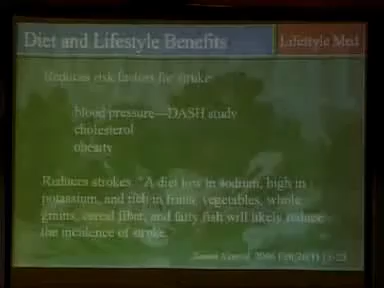 Diet and Lifestyle Benefits
Lifestyle Med
Reduces risk factors for stroke
blood pressure—DASH study
cholesterol
obesity
Reduces strokes "A diet low in sodium, high in
potassium, and rich in fruits, vegetables, whole
grains, cereal fiber, and fatty fish will likely reduce
the incidence of stroke."
2006